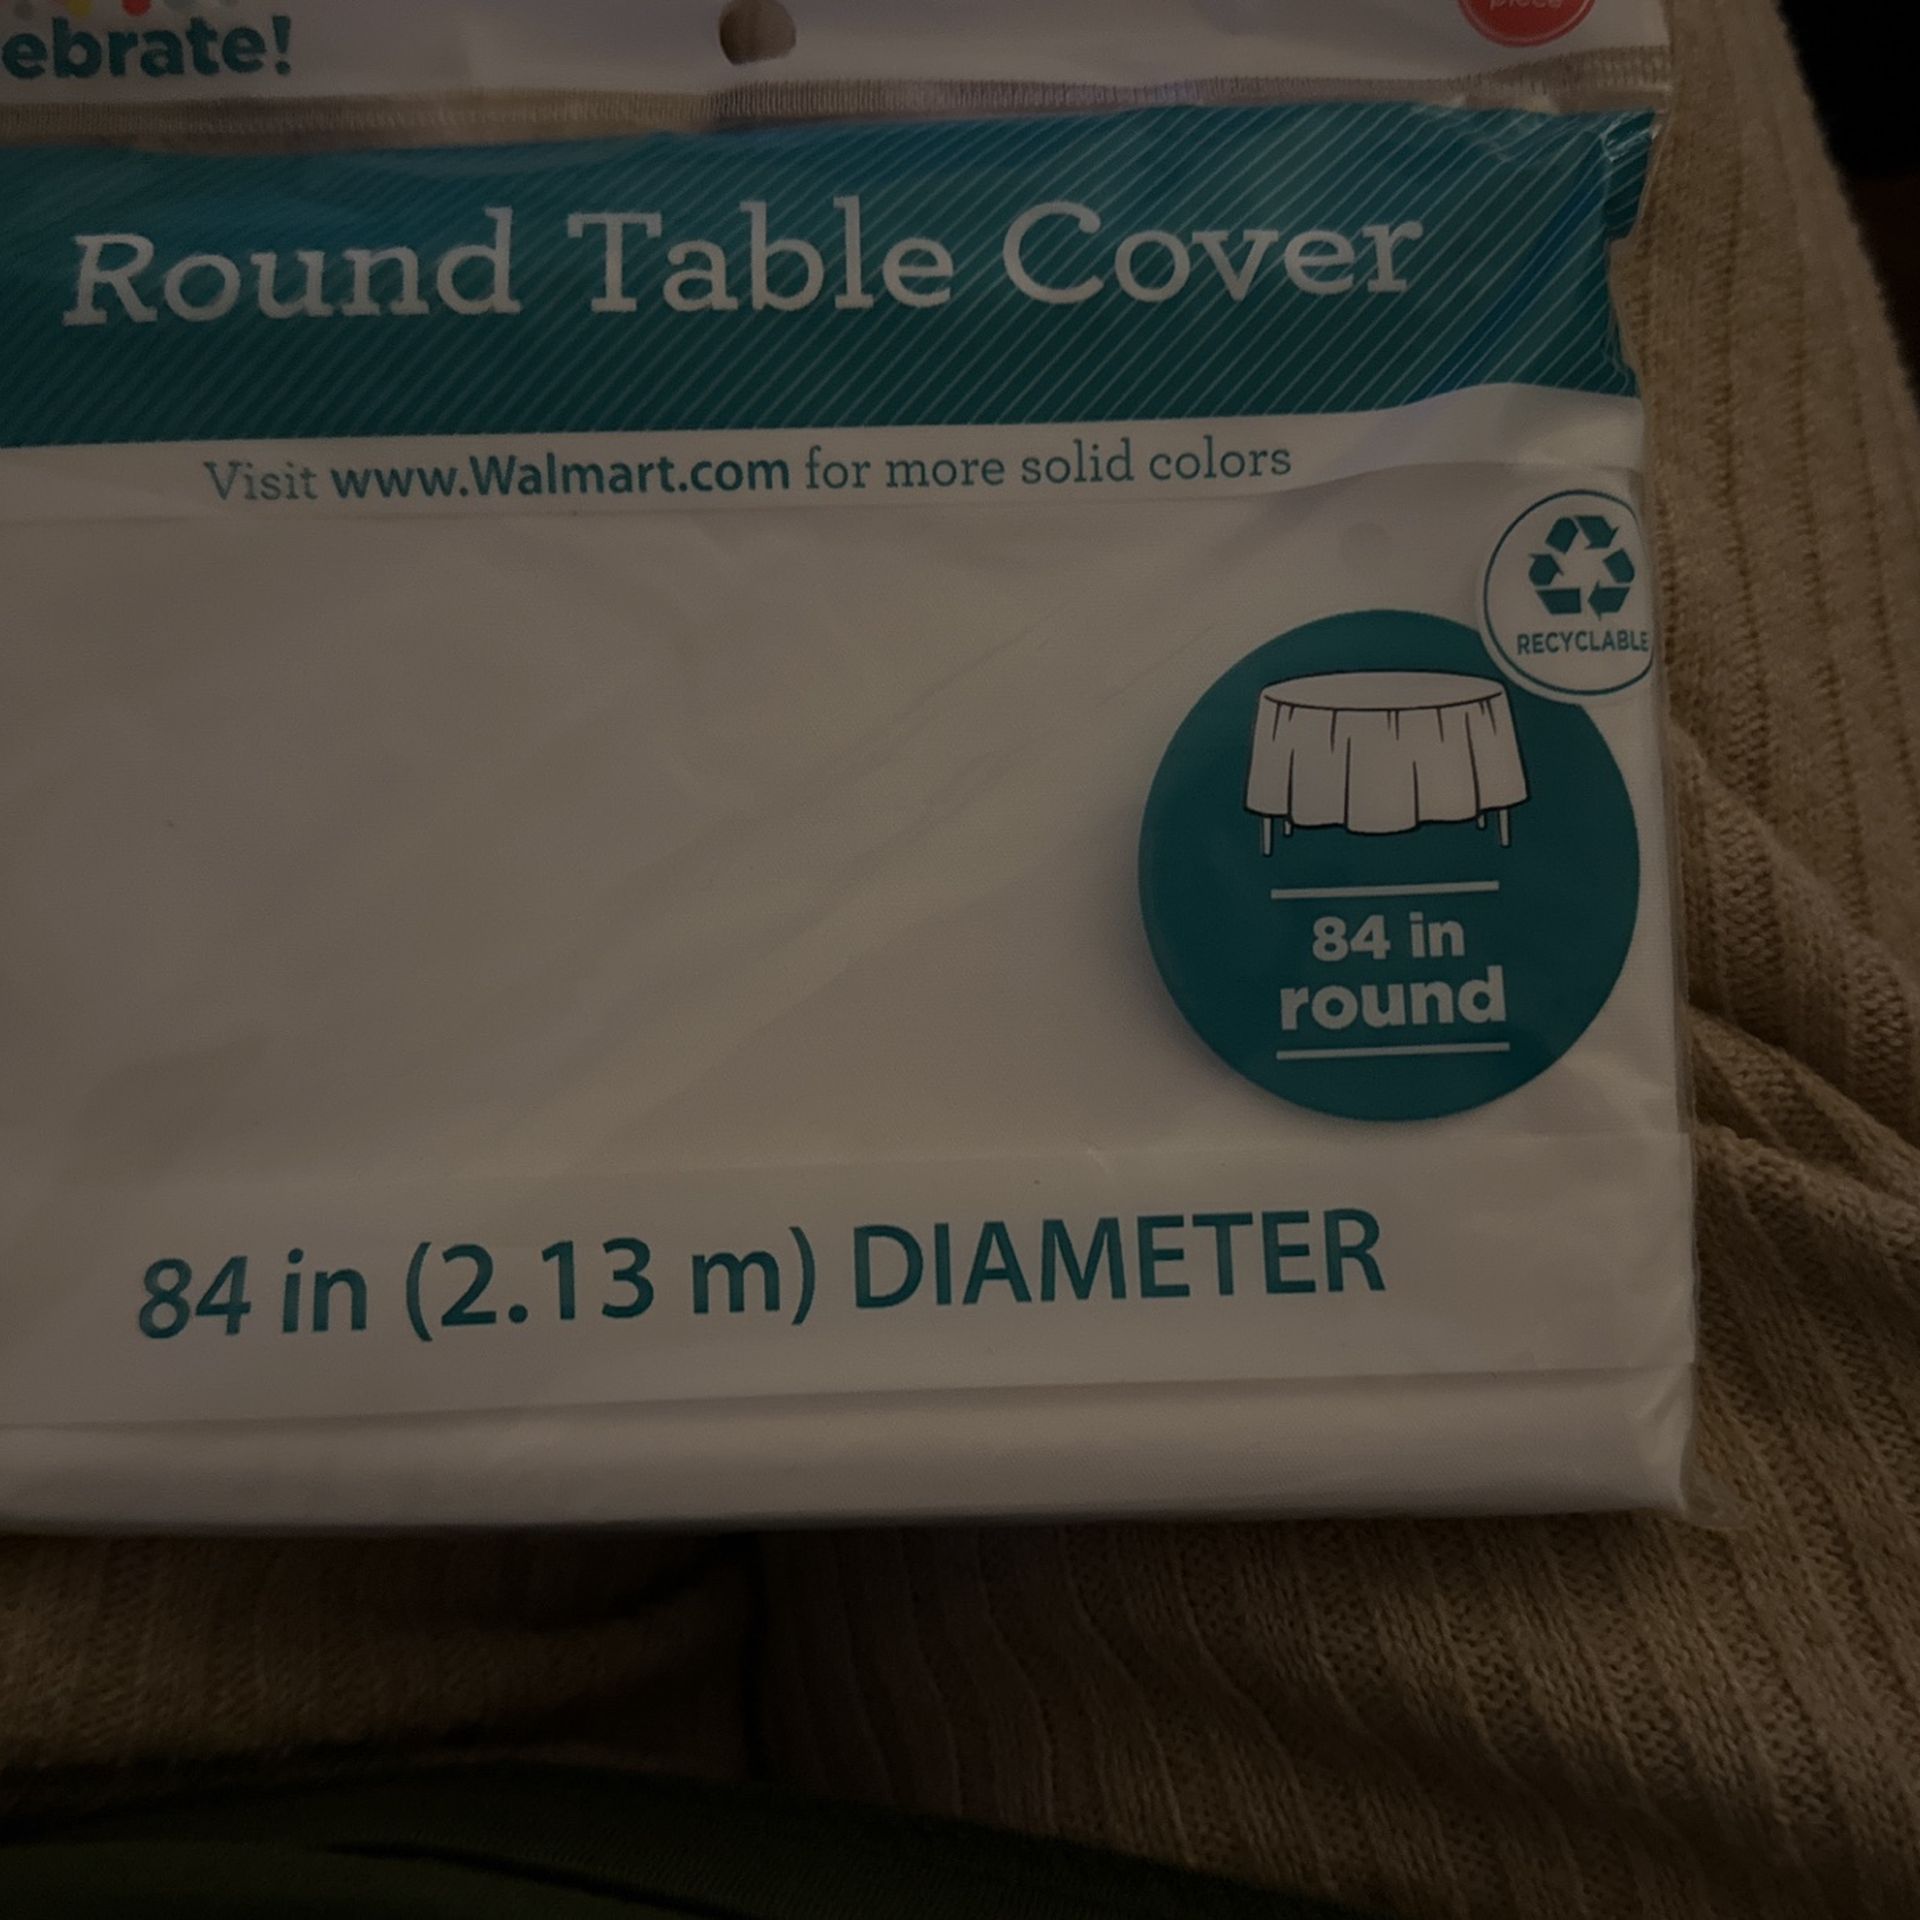 ebrate!
piece
Round Table Cover
Visit www.Walmart.com for more solid colors
RECYCLABLE
84 in
round
84 in (2.13 m) DIAMETER